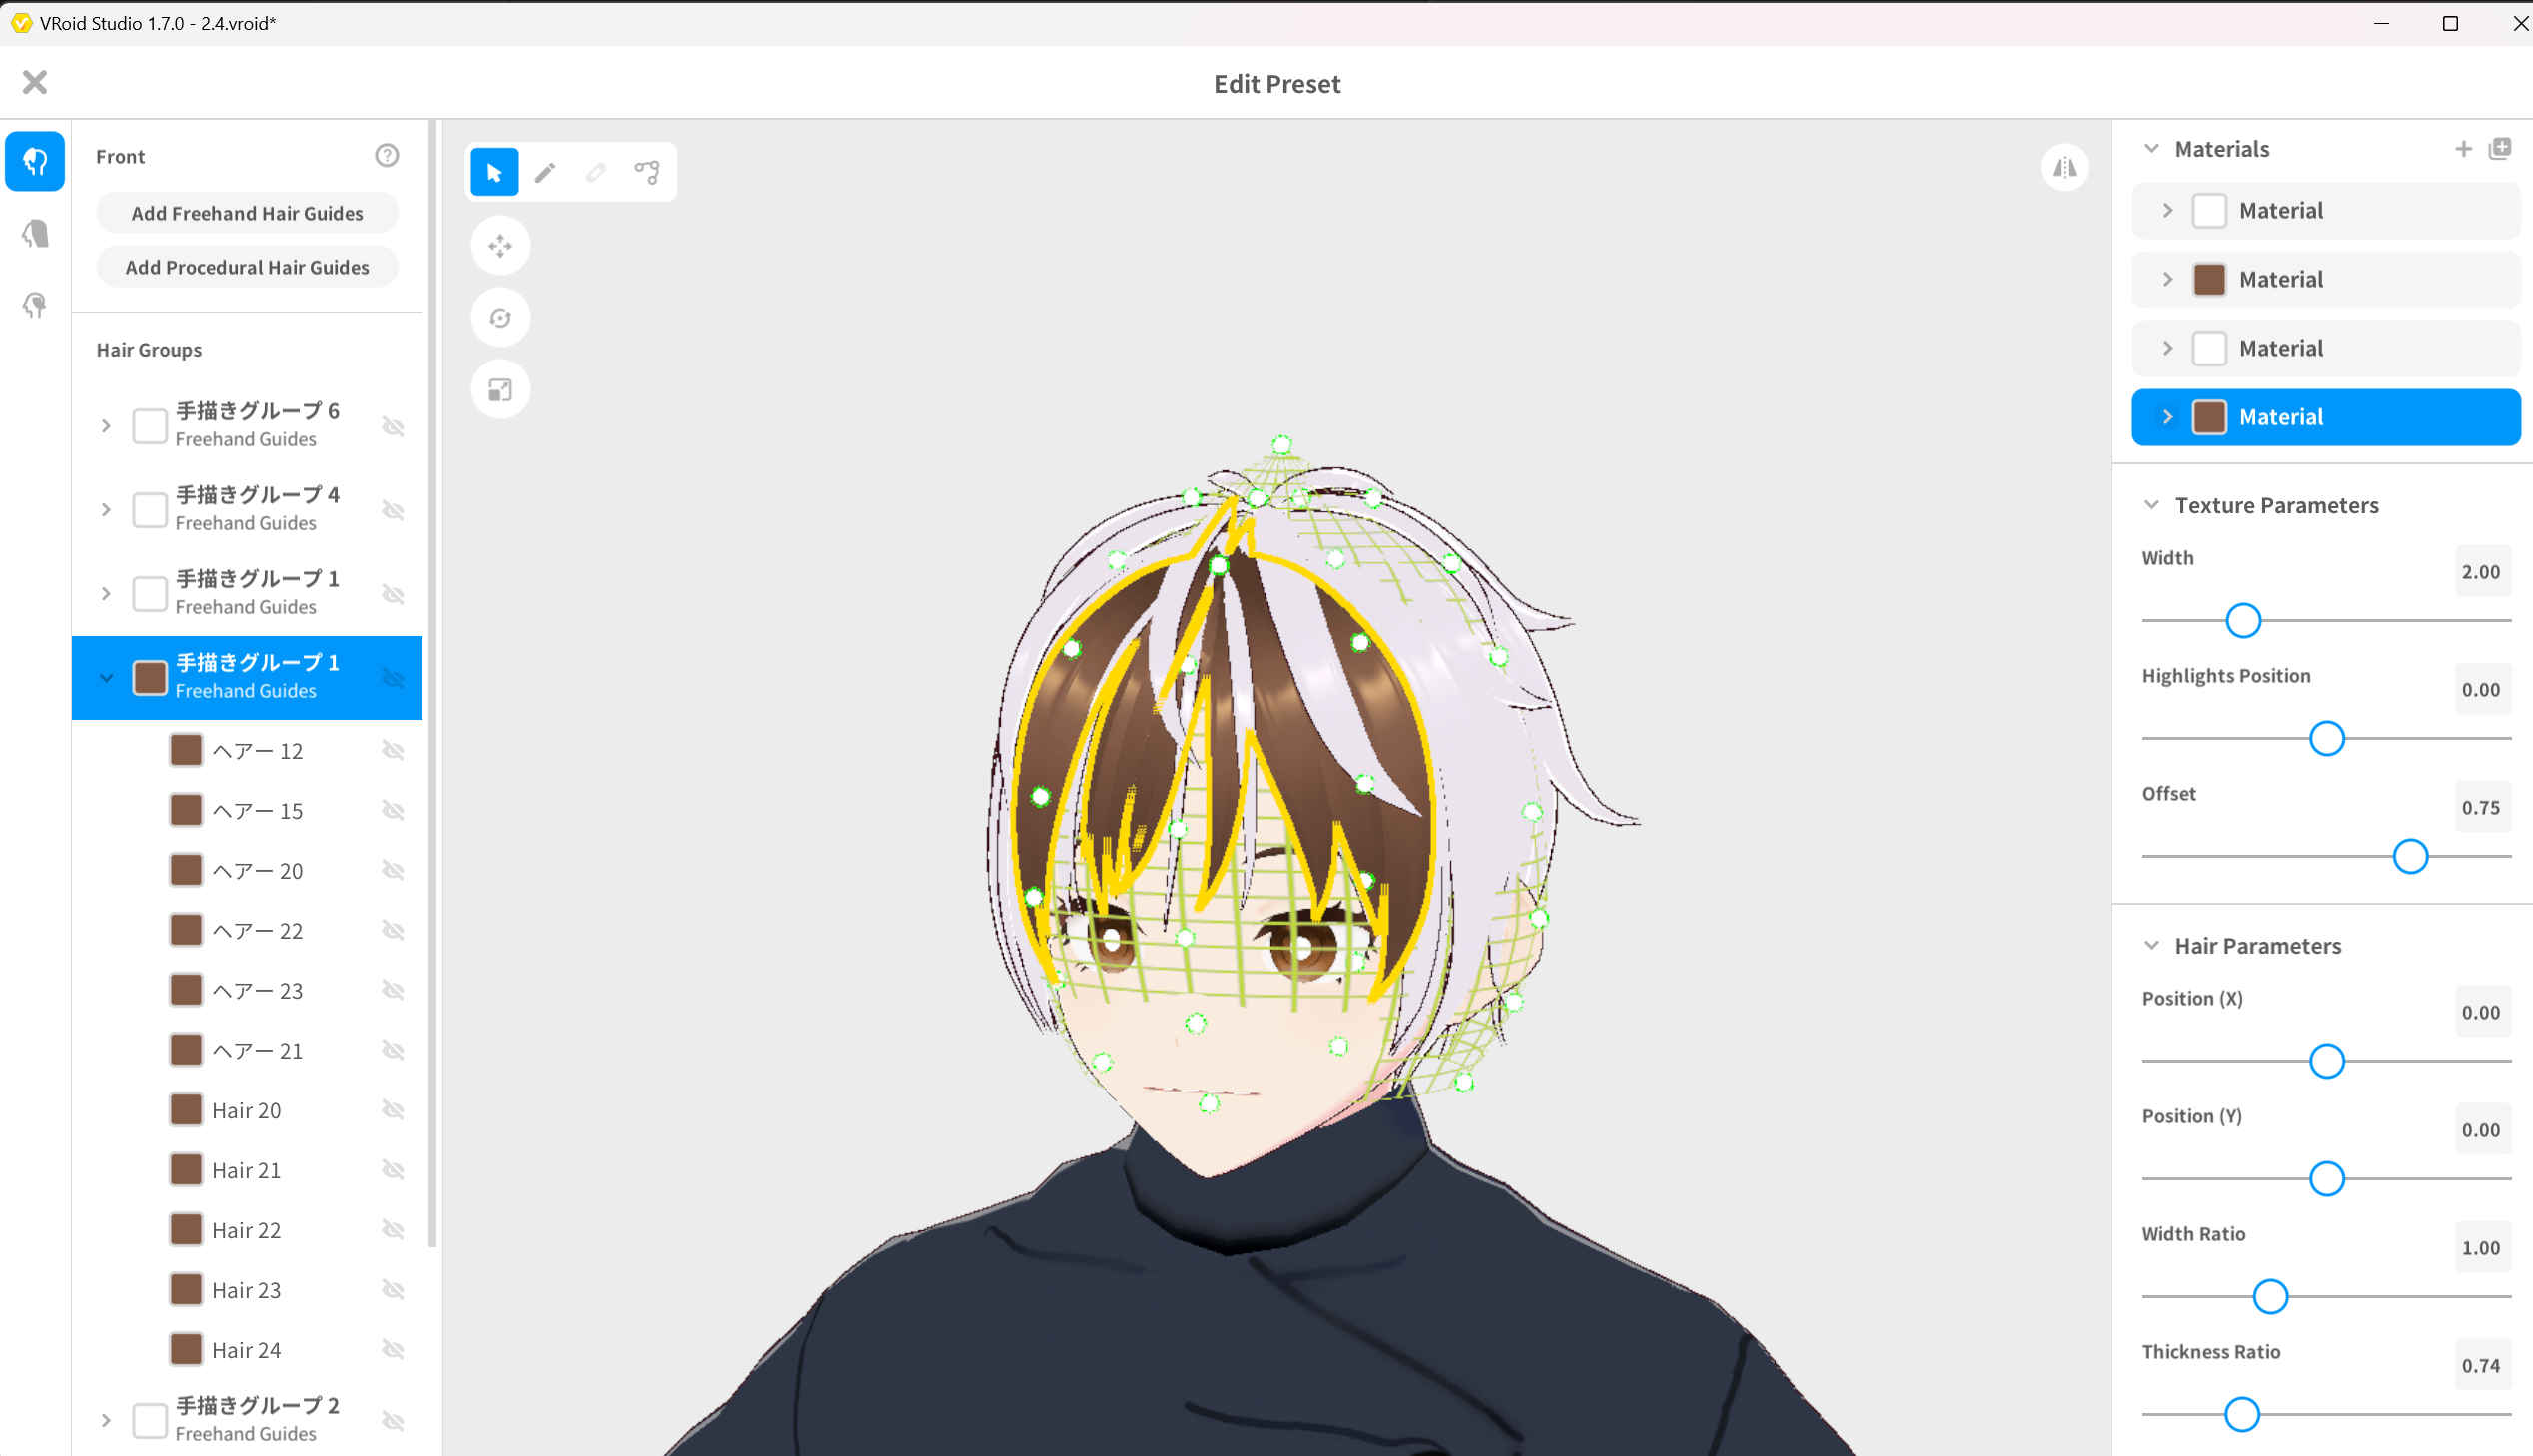 VRoid Studio 1.7.0 - 2.4.vroid*
Edit Preset
Front
Add Freehand Hair Guides
Add Procedural Hair Guides
Hair Groups
手描きグループ 6
Freehand Guides
手描きグループ 4
Freehand Guides
手描きグループ 1
Freehand Guides
手描きグループ 1
Freehand Guides
ヘアー 12
ヘアー 15
ヘアー 20
ヘアー 22
ヘアー 23
ヘアー 21
Hair 20
Hair 21
Hair 22
Hair 23
Hair 24
手描きグループ 2
Freehand Guides
Materials
Material
Material
Material
Material
Texture Parameters
Width
2.00
Highlights Position
0.00
Offset
0.75
Hair Parameters
Position (X)
0.00
Position (Y)
0.00
Width Ratio
1.00
Thickness Ratio
0.74